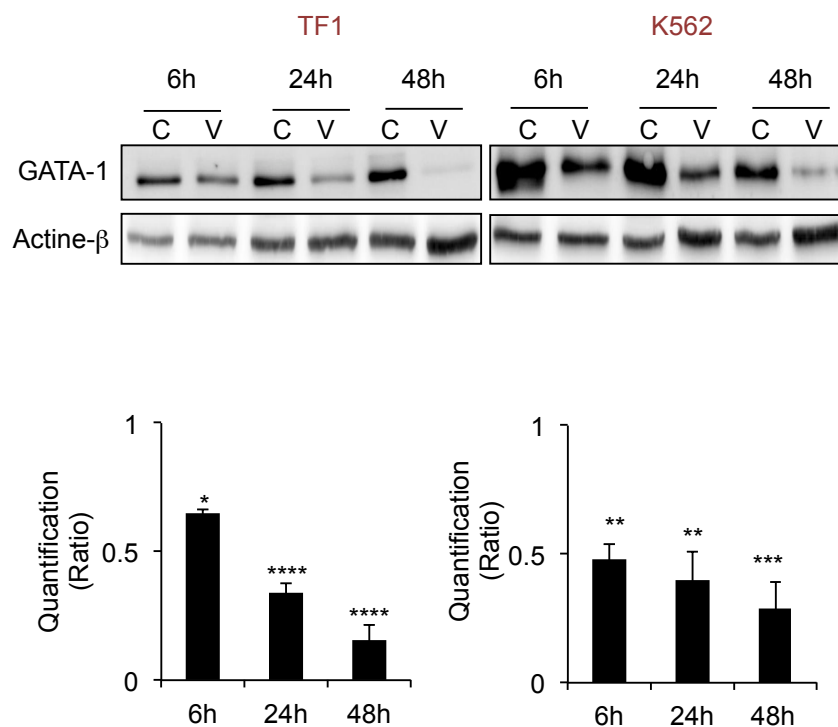 TF1 K562
6h 24h 48h 6h 24h 48h
C V C V C V C V C V C V
GATA-1
Actine-β
1
0.5
0
Quantification
(Ratio)
*
****
****
6h 24h 48h
1
0.5
0
Quantification
(Ratio)
**
**
***
6h 24h 48h